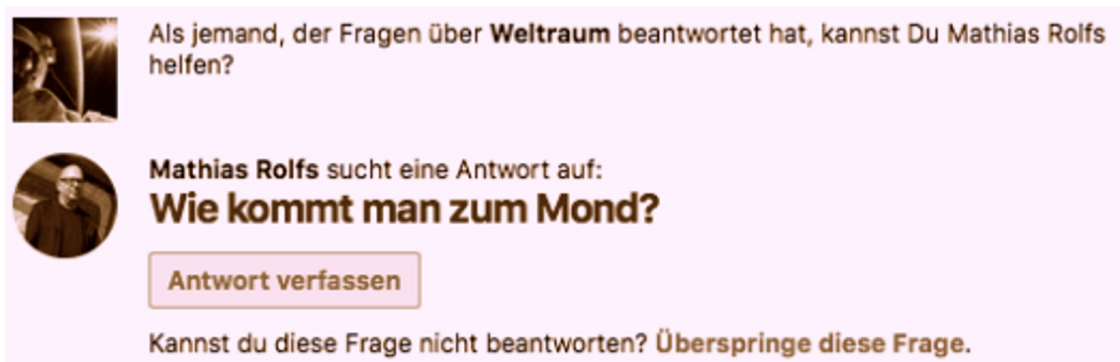 Als jemand, der Fragen über Weltraum beantwortet hat, kannst Du Mathias Rolfs
helfen?
Mathias Rolfs sucht eine Antwort auf:
Wie kommt man zum Mond?
Antwort verfassen
Kannst du diese Frage nicht beantworten? Überspringe diese Frage.